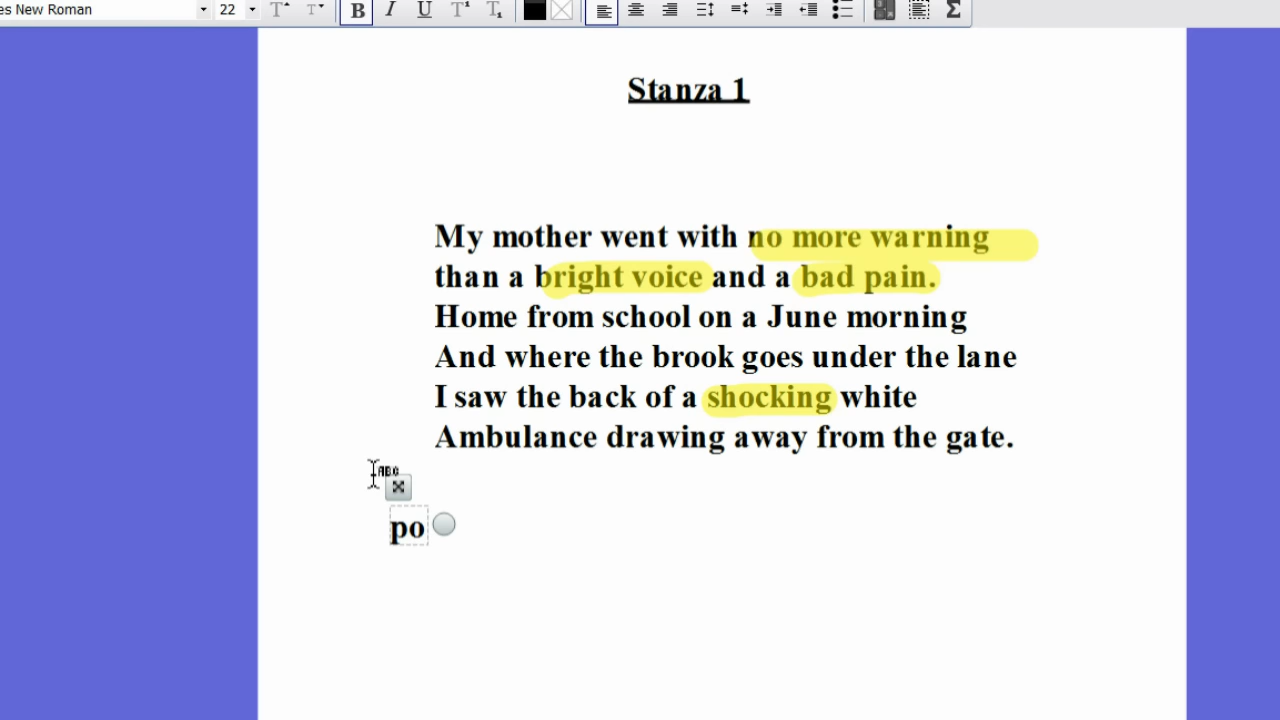 es New Roman 22 B I U T T Σ
Stanza 1
My mother went with no more warning
than a bright voice and a bad pain.
Home from school on a June morning
And where the brook goes under the lane
I saw the back of a shocking white
Ambulance drawing away from the gate.
ABC
po